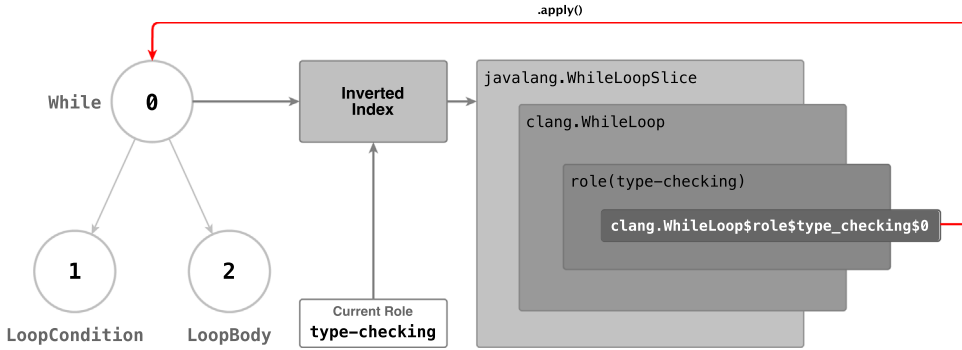 .apply()
While
0
Inverted
Index
javalang.WhileLoopSlice
clang.WhileLoop
role(type-checking)
clang.WhileLoop$role$type_checking$0
1
2
LoopCondition
LoopBody
Current Role
type-checking